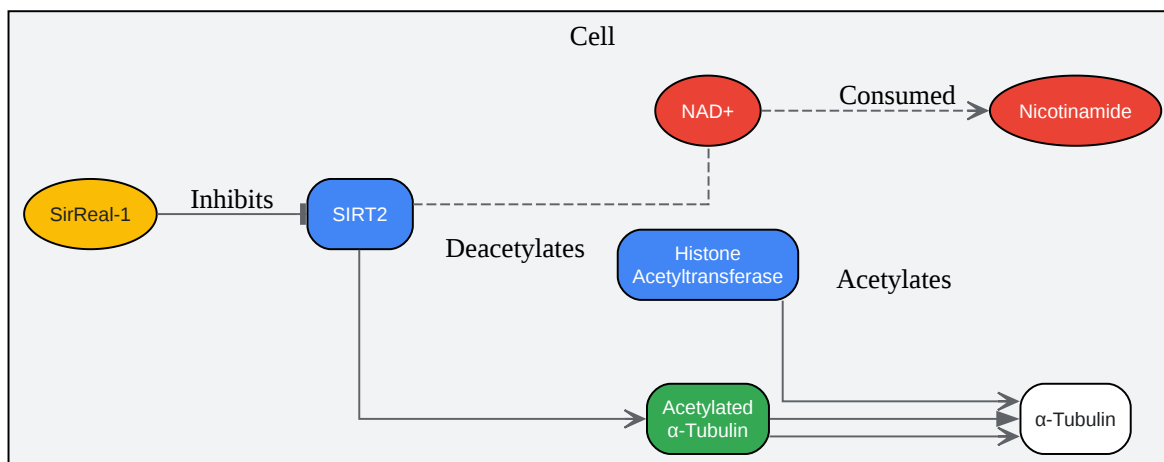 Cell
NAD+
Consumed
Nicotinamide
SirReal-1
Inhibits
SIRT2
Deacetylates
Histone
Acetyltransferase
Acetylates
Acetylated
α-Tubulin
α-Tubulin